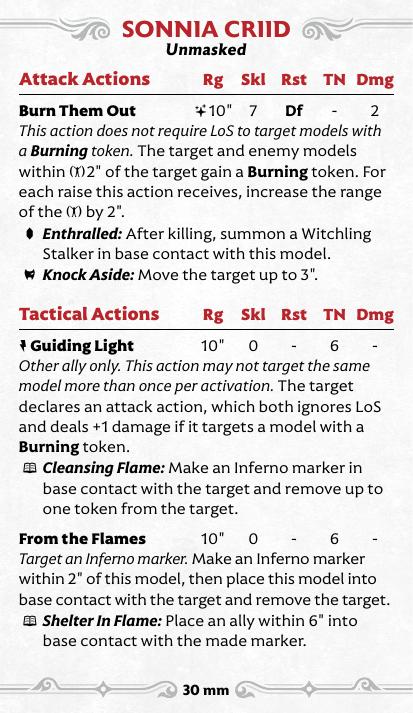 SONNIA CRIID
Unmasked
Attack Actions Rg Skl Rst TN Dmg
Burn Them Out 10" 7 Df - 2
This action does not require LoS to target models with
a Burning token. The target and enemy models
within 2" of the target gain a Burning token. For
each raise this action receives, increase the range
of the by 2".
Enthralled: After killing, summon a Witchling
Stalker in base contact with this model.
Knock Aside: Move the target up to 3".
Tactical Actions Rg Skl Rst TN Dmg
Guiding Light 10" 0 - 6 -
Other ally only. This action may not target the same
model more than once per activation. The target
declares an attack action, which both ignores LoS
and deals +1 damage if it targets a model with a
Burning token.
Cleansing Flame: Make an Inferno marker in
base contact with the target and remove up to
one token from the target.
From the Flames 10" 0 - 6 -
Target an Inferno marker. Make an Inferno marker
within 2" of this model, then place this model into
base contact with the target and remove the target.
Shelter In Flame: Place an ally within 6" into
base contact with the made marker.
30 mm